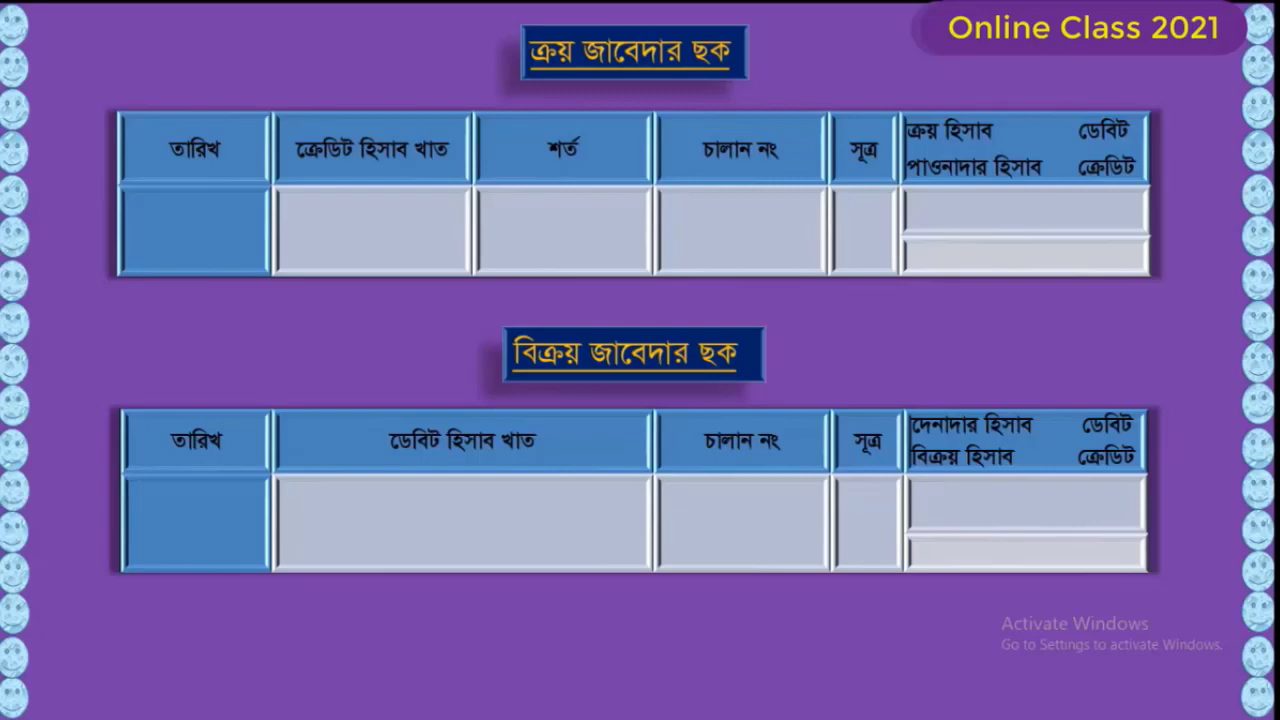 Online Class 2021
ক্রয় জাবেদার ছক
তারিখ ক্রেডিট হিসাব খাত শর্ত চালান নং সূত্র ক্রয় হিসাব ডেবিট
পাওনাদার হিসাব ক্রেডিট
বিক্রয় জাবেদার ছক
তারিখ ডেবিট হিসাব খাত চালান নং সূত্র দেনাদার হিসাব ডেবিট
বিক্রয় হিসাব ক্রেডিট
Activate Windows
Go to Settings to activate Windows.